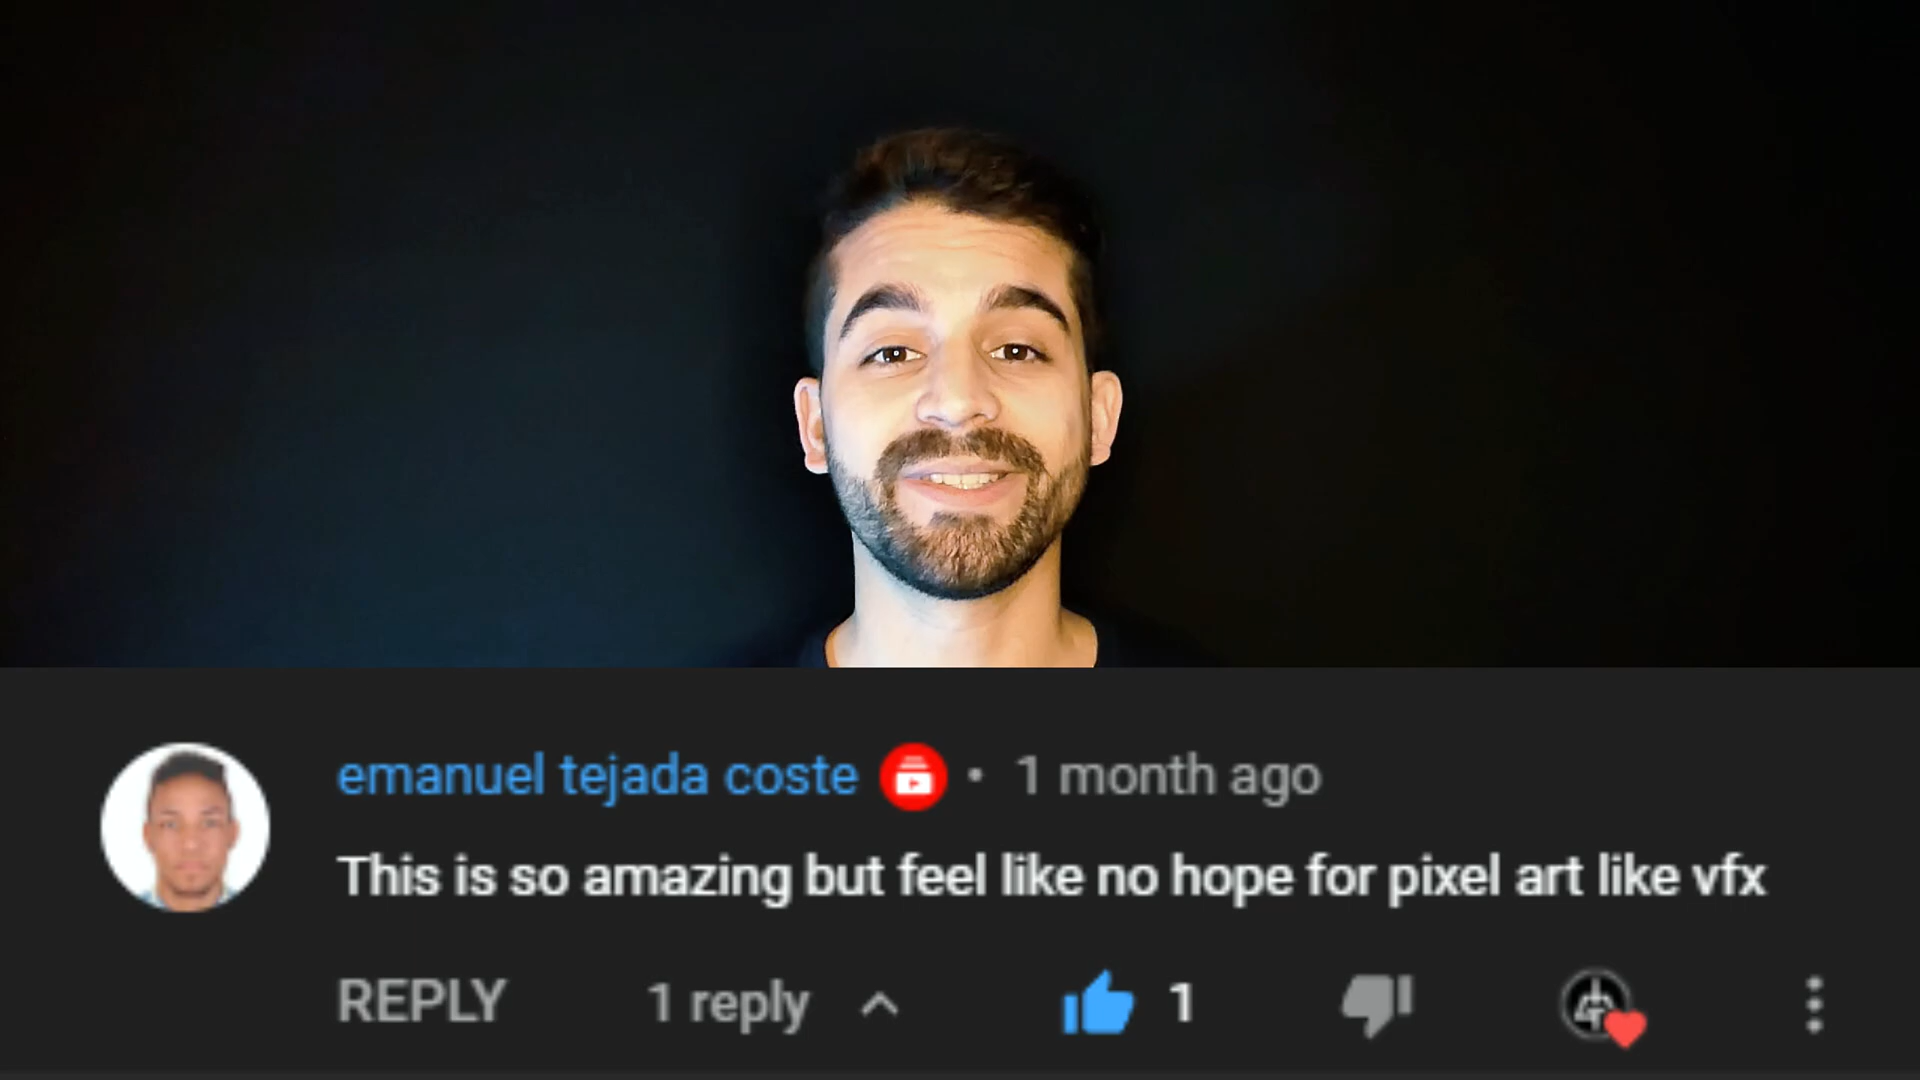 emanuel tejada coste • 1 month ago
This is so amazing but feel like no hope for pixel art like vfx
REPLY 1 reply 1